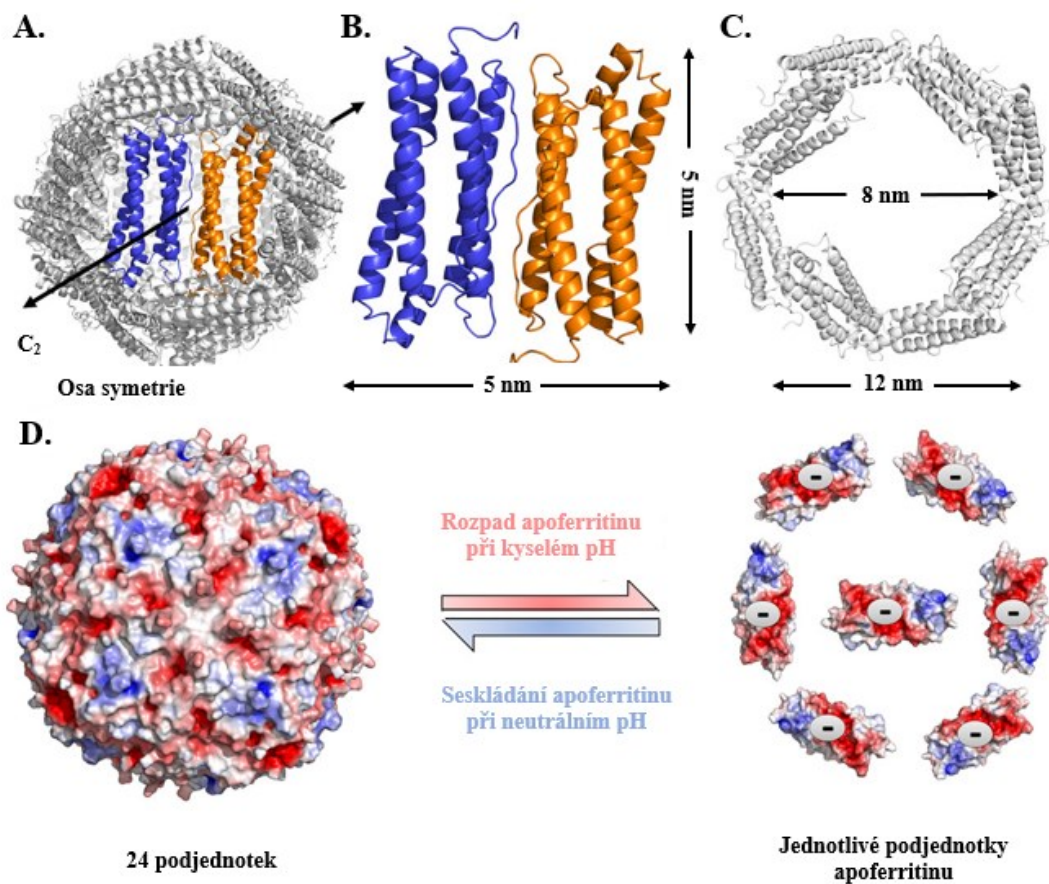 A.
B.
C.
5 nm
8 nm
C₂
Osa symetrie
5 nm
12 nm
D.
-
-
Rozpad apoferritinu
při kyselém pH
-
-
-
Seskládání apoferritinu
při neutrálním pH
-
-
24 podjednotek
Jednotlivé podjednotky
apoferritinu